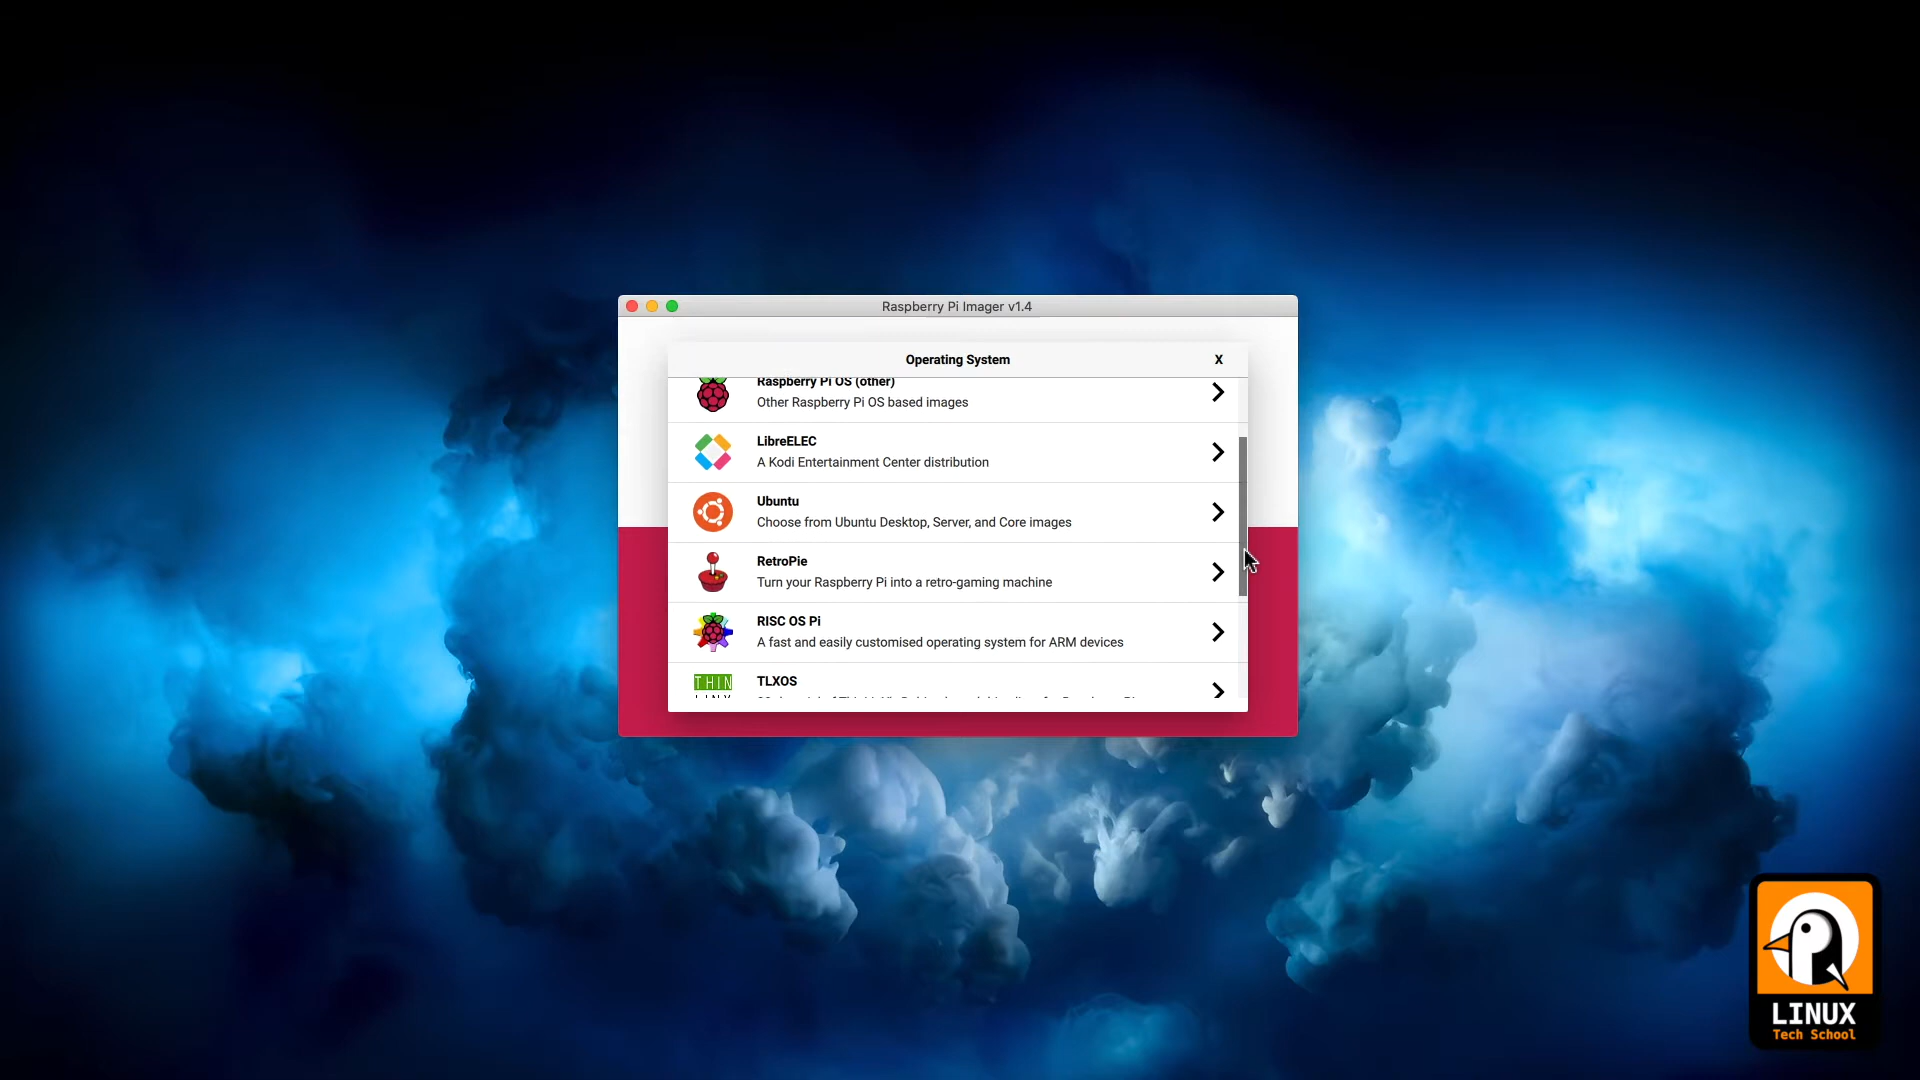 Raspberry Pi Imager v1.4
Operating System
X
Raspberry Pi OS (other)
Other Raspberry Pi OS based images
LibreELEC
A Kodi Entertainment Center distribution
Ubuntu
Choose from Ubuntu Desktop, Server, and Core images
RetroPie
Turn your Raspberry Pi into a retro-gaming machine
RISC OS Pi
A fast and easily customised operating system for ARM devices
THIN
TLXOS
LINUX
Tech School